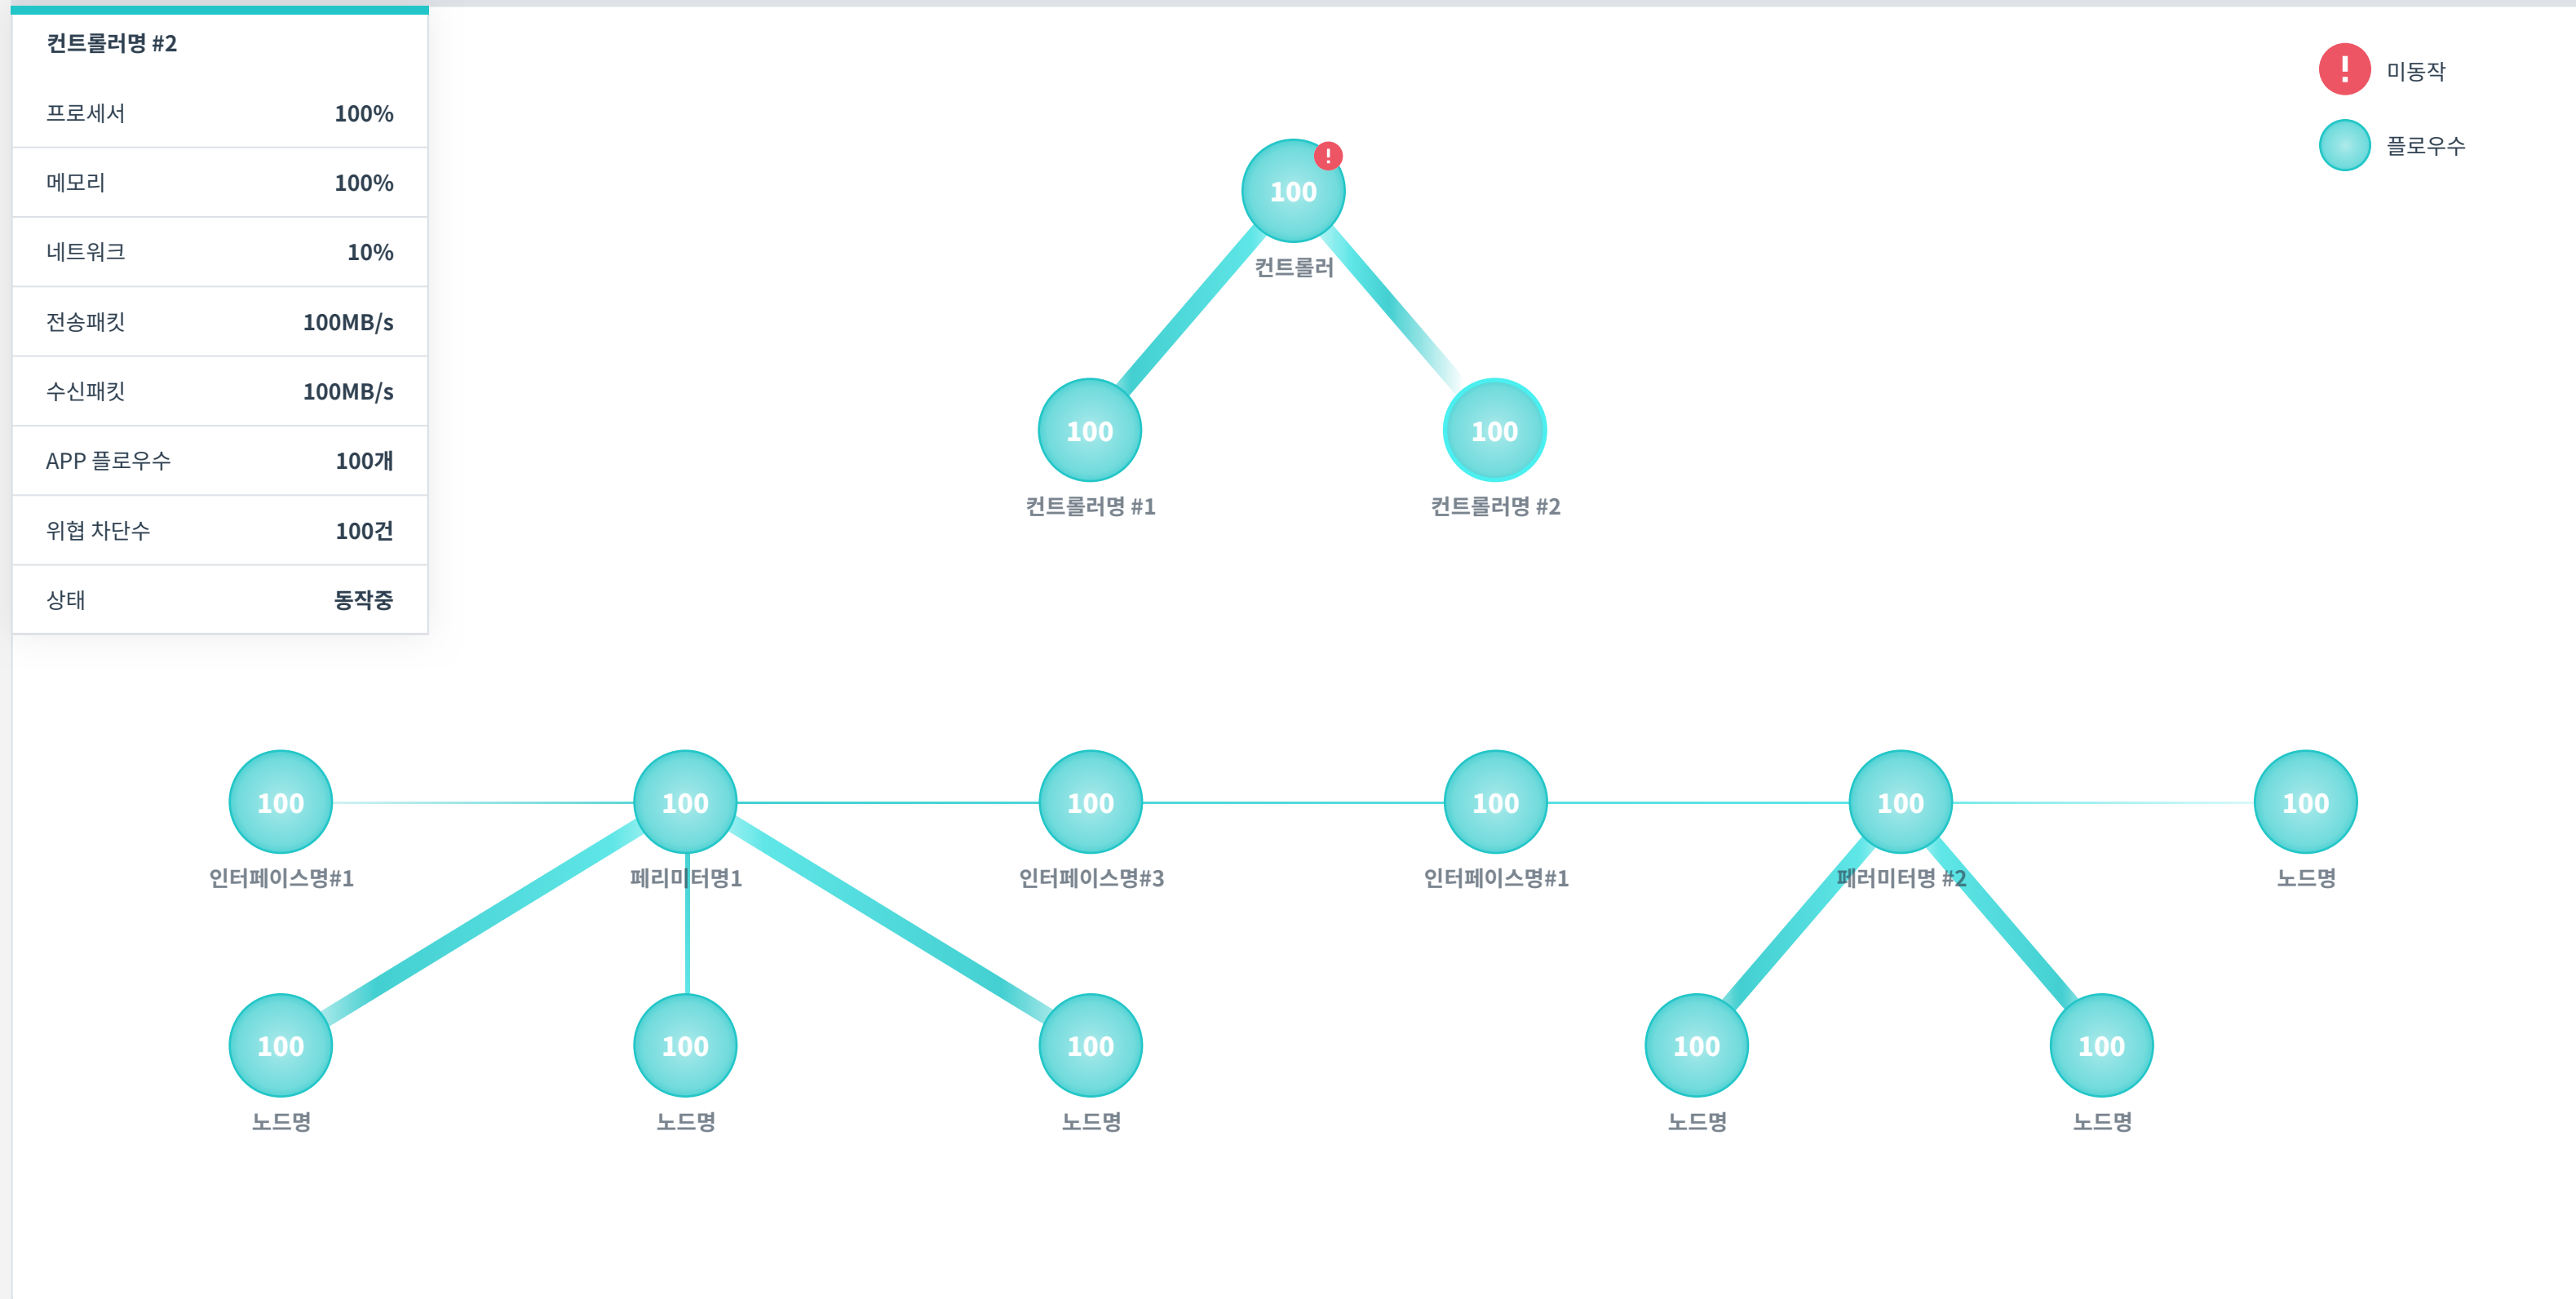 컨트롤러명 #2
프로세서 100%
메모리 100%
네트워크 10%
전송패킷 100MB/s
수신패킷 100MB/s
APP 플로우수 100개
위협 차단수 100건
상태 동작중
! 미동작
플로우수
!
100
컨트롤러
100 100
컨트롤러명 #1 컨트롤러명 #2
100 100 100 100 100 100
인터페이스명#1 페리미터명1 인터페이스명#3 인터페이스명#1 페러미터명 #2 노드명
100 100 100 100 100
노드명 노드명 노드명 노드명 노드명